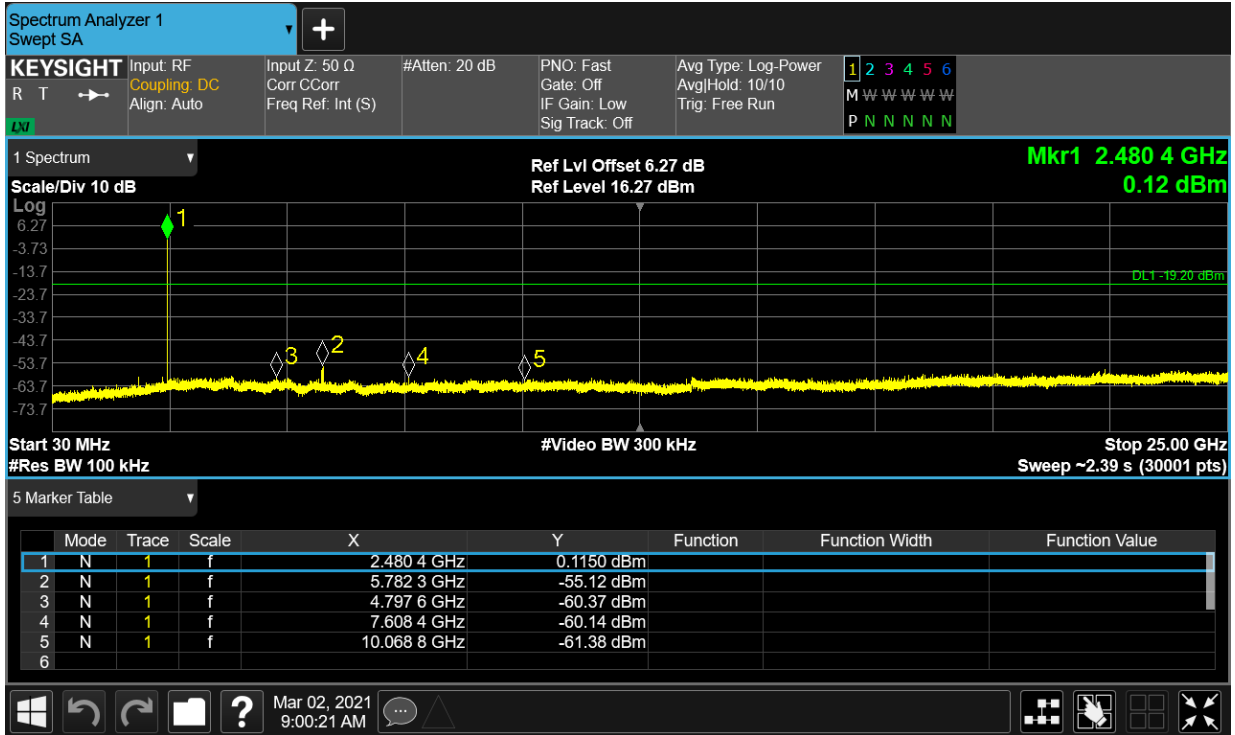 Spectrum Analyzer 1
Swept SA
+
KEYSIGHT Input: RF Input Z: 50 Ω #Atten: 20 dB PNO: Fast Avg Type: Log-Power 1 2 3 4 5 6
R T Coupling: DC Corr CCorr Gate: Off Avg|Hold: 10/10 M W W W W W
Align: Auto Freq Ref: Int (S) IF Gain: Low Trig: Free Run
LXI Sig Track: Off P N N N N N
1 Spectrum
Ref Lvl Offset 6.27 dB Mkr1 2.480 4 GHz
Scale/Div 10 dB Ref Level 16.27 dBm 0.12 dBm
Log
1
6.27
-3.73
-13.7
DL1 -19.20 dBm
-23.7
-33.7
-43.7
3 2 4 5
-53.7
-63.7
-73.7
Start 30 MHz #Video BW 300 kHz Stop 25.00 GHz
#Res BW 100 kHz Sweep ~2.39 s (30001 pts)
5 Marker Table
Mode Trace Scale X Y Function Function Width Function Value
1 N 1 f 2.480 4 GHz 0.1150 dBm
2 N 1 f 5.782 3 GHz -55.12 dBm
3 N 1 f 4.797 6 GHz -60.37 dBm
4 N 1 f 7.608 4 GHz -60.14 dBm
5 N 1 f 10.068 8 GHz -61.38 dBm
6
? Mar 02, 2021
9:00:21 AM